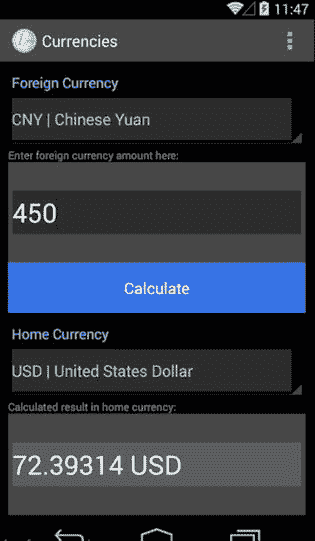 11:47
Currencies
Foreign Currency
CNY | Chinese Yuan
Enter foreign currency amount here:
450
Calculate
Home Currency
USD | United States Dollar
Calculated result in home currency:
72.39314 USD